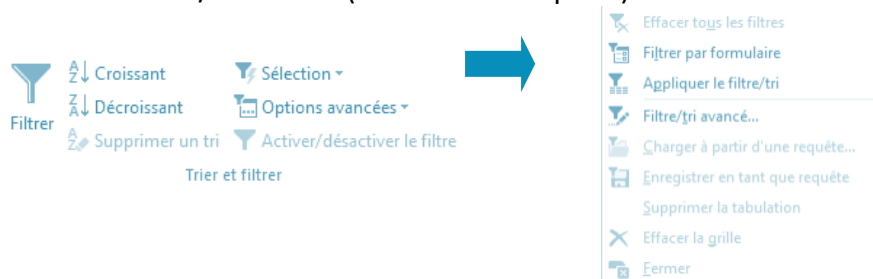 Filtrer
Croissant
Décroissant
Supprimer un tri
Sélection
Options avancées
Activer/désactiver le filtre
Trier et filtrer
Effacer tous les filtres
Filtrer par formulaire
Appliquer le filtre/tri
Filtre/tri avancé...
Charger à partir d'une requête...
Enregistrer en tant que requête
Supprimer la tabulation
Effacer la grille
Fermer